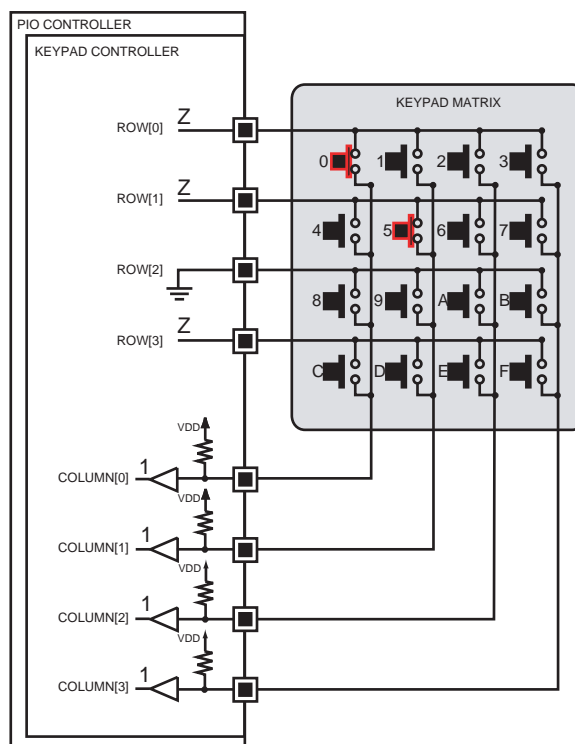 PIO CONTROLLER
KEYPAD CONTROLLER
KEYPAD MATRIX
ROW[0] Z
0 1 2 3
ROW[1] Z
4 5 6 7
ROW[2]
8 9 A B
ROW[3] Z
C D E F
VDD
COLUMN[0] 1
VDD
COLUMN[1] 1
VDD
COLUMN[2] 1
VDD
COLUMN[3] 1